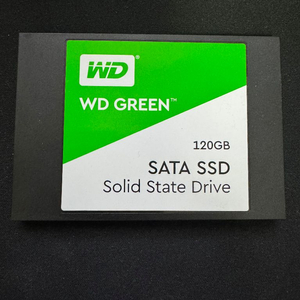 WD
WD GREEN™
120GB
SATA SSD
Solid State Drive